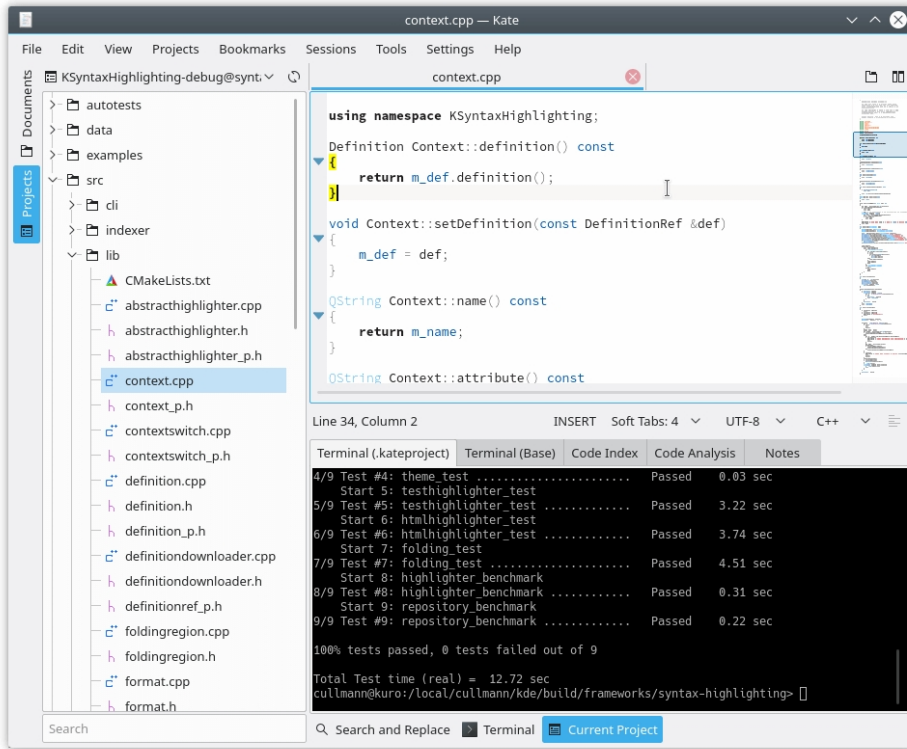 context.cpp — Kate
File Edit View Projects Bookmarks Sessions Tools Settings Help
Documents
Projects
KSyntaxHighlighting-debug@synt
autotests
data
examples
src
cli
indexer
lib
CMakeLists.txt
abstracthighlighter.cpp
abstracthighlighter.h
abstracthighlighter_p.h
context.cpp
context_p.h
contextswitch.cpp
contextswitch_p.h
definition.cpp
definition.h
definition_p.h
definitiondownloader.cpp
definitiondownloader.h
definitionref_p.h
foldingregion.cpp
foldingregion.h
format.cpp
format.h
Search
context.cpp
using namespace KSyntaxHighlighting;
Definition Context::definition() const
{
    return m_def.definition();
}
void Context::setDefinition(const DefinitionRef &def)
{
    m_def = def;
}
QString Context::name() const
{
    return m_name;
}
QString Context::attribute() const
Line 34, Column 2 INSERT Soft Tabs: 4 UTF-8 C++
Terminal (.kateproject) Terminal (Base) Code Index Code Analysis Notes
4/9 Test #4: theme_test ....................... Passed 0.03 sec
    Start 5: testhighlighter_test
5/9 Test #5: testhighlighter_test ............. Passed 3.22 sec
    Start 6: htmlhighlighter_test
6/9 Test #6: htmlhighlighter_test ............. Passed 3.74 sec
    Start 7: folding_test
7/9 Test #7: folding_test ..................... Passed 4.51 sec
    Start 8: highlighter_benchmark
8/9 Test #8: highlighter_benchmark ............ Passed 0.31 sec
    Start 9: repository_benchmark
9/9 Test #9: repository_benchmark ............. Passed 0.22 sec
100% tests passed, 0 tests failed out of 9
Total Test time (real) = 12.72 sec
cullmann@kuro:/local/cullmann/kde/build/frameworks/syntax-highlighting>
Search and Replace Terminal Current Project